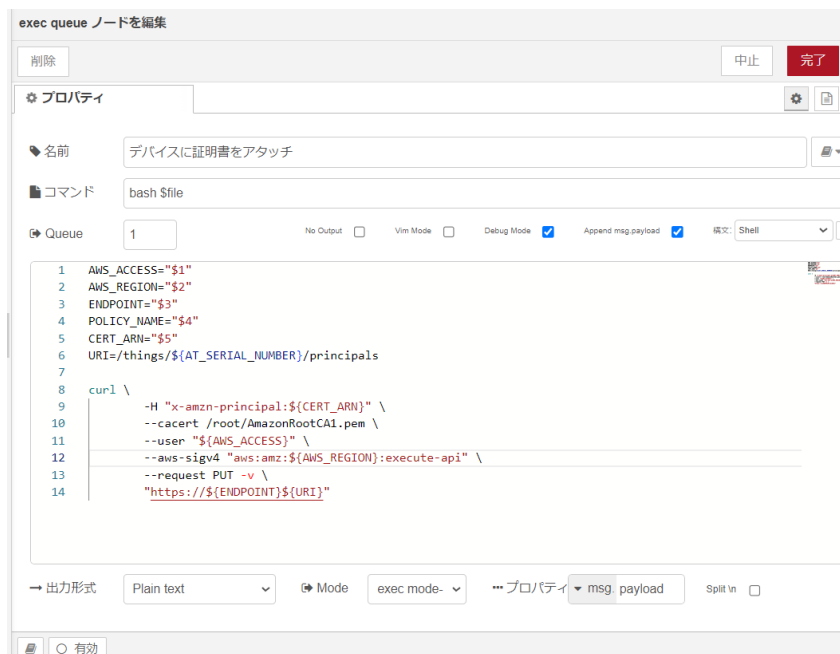 exec queue ノードを編集
削除
中止
完了
プロパティ
名前
デバイスに証明書をアタッチ
コマンド
bash $file
Queue
1
No Output
Vim Mode
Debug Mode
Append msg.payload
構文:
Shell
1 AWS_ACCESS="$1"
2 AWS_REGION="$2"
3 ENDPOINT="$3"
4 POLICY_NAME="$4"
5 CERT_ARN="$5"
6 URI=/things/${AT_SERIAL_NUMBER}/principals
7
8 curl \
9 -H "x-amzn-principal:${CERT_ARN}" \
10 --cacert /root/AmazonRootCA1.pem \
11 --user "${AWS_ACCESS}" \
12 --aws-sigv4 "aws:amz:${AWS_REGION}:execute-api" \
13 --request PUT -v \
14 "https://${ENDPOINT}${URI}"
出力形式
Plain text
Mode
exec mode-
プロパティ
msg. payload
Split \n
有効